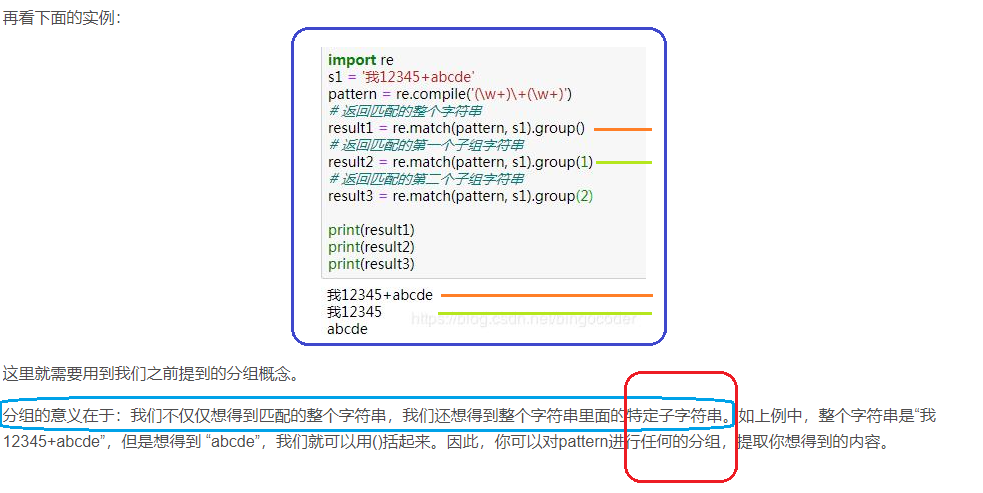 再看下面的实例：
import re
s1 = '我12345+abcde'
pattern = re.compile('(\w+)\+(\w+)')
# 返回匹配的整个字符串
result1 = re.match(pattern, s1).group()
# 返回匹配的第一个子组字符串
result2 = re.match(pattern, s1).group(1)
# 返回匹配的第二个子组字符串
result3 = re.match(pattern, s1).group(2)
print(result1)
print(result2)
print(result3)
我12345+abcde
我12345
https://blog.csdn.net/bingocoder
abcde
这里就需要用到我们之前提到的分组概念。
分组的意义在于：我们不仅仅想得到匹配的整个字符串，我们还想得到整个字符串里面的特定子字符串。如上例中，整个字符串是“我
12345+abcde”，但是想得到 “abcde”，我们就可以用()括起来。因此，你可以对pattern进行任何的分组，提取你想得到的内容。